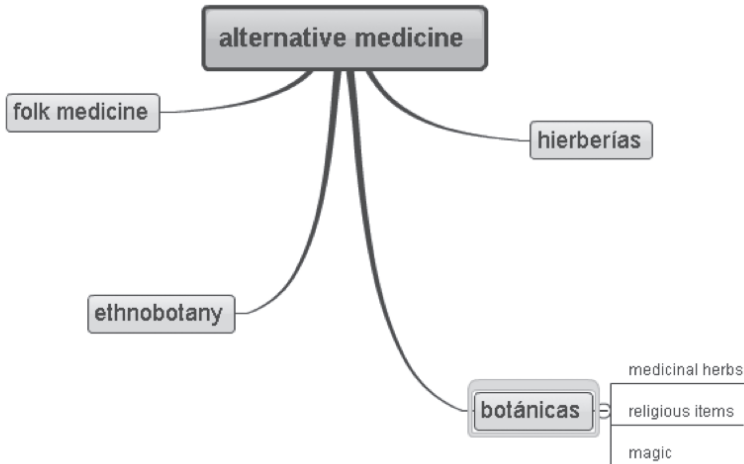 alternative medicine
folk medicine
hierberías
ethnobotany
botánicas
medicinal herbs
religious items
magic